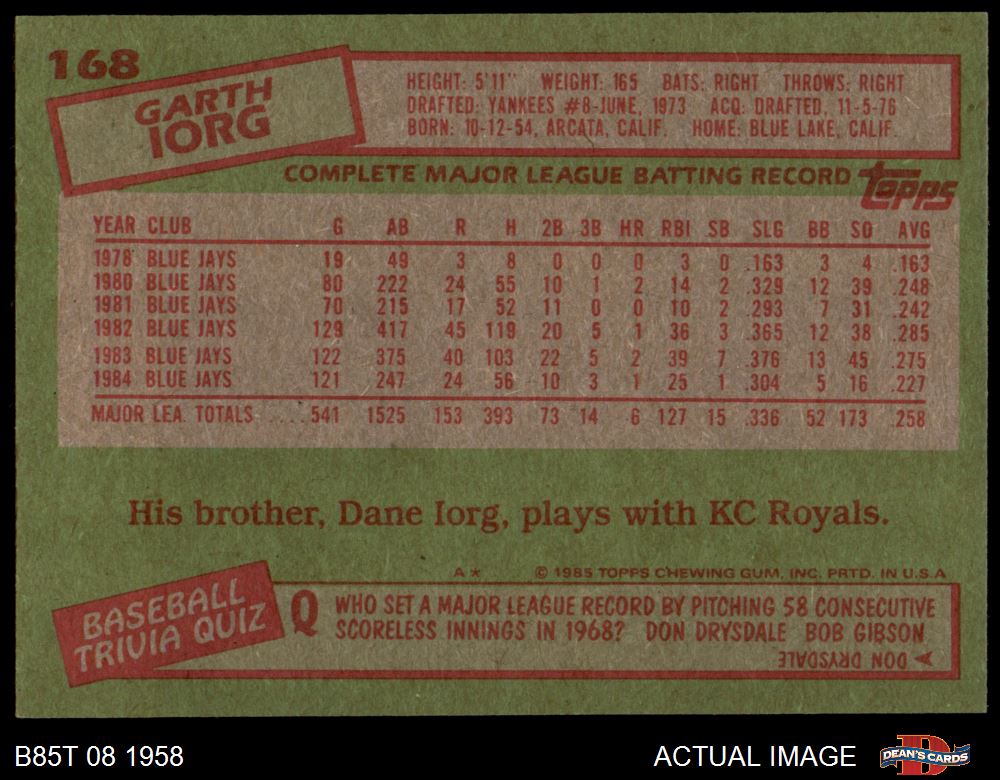 168
GARTH
IORG
HEIGHT: 5'11" WEIGHT: 165 BATS: RIGHT THROWS: RIGHT
DRAFTED: YANKEES #8-JUNE, 1973 ACQ: DRAFTED, 11-5-76
BORN: 10-12-54, ARCATA, CALIF. HOME: BLUE LAKE, CALIF.
COMPLETE MAJOR LEAGUE BATTING RECORD
topps
YEAR CLUB G AB R H 2B 3B HR RBI SB SLG BB SO AVG
1978 BLUE JAYS 19 49 3 8 0 0 0 3 0 .163 3 4 .163
1980 BLUE JAYS 80 222 24 55 10 1 2 14 2 .329 12 39 .248
1981 BLUE JAYS 70 215 17 52 11 0 0 10 2 .293 7 31 .242
1982 BLUE JAYS 129 417 45 119 20 5 1 36 3 .365 12 38 .285
1983 BLUE JAYS 122 375 40 103 22 5 2 39 7 .376 13 45 .275
1984 BLUE JAYS 121 247 24 56 10 3 1 25 1 .304 5 16 .227
MAJOR LEA. TOTALS ....541 1525 153 393 73 14 6 127 15 .336 52 173 .258
His brother, Dane Iorg, plays with KC Royals.
A* © 1985 TOPPS CHEWING GUM, INC. PRTD. IN U.S.A
BASEBALL
TRIVIA QUIZ
Q WHO SET A MAJOR LEAGUE RECORD BY PITCHING 58 CONSECUTIVE
SCORELESS INNINGS IN 1968? DON DRYSDALE BOB GIBSON
A DON DRYSDALE
B85T 08 1958
ACTUAL IMAGE
DEAN'S CARDS